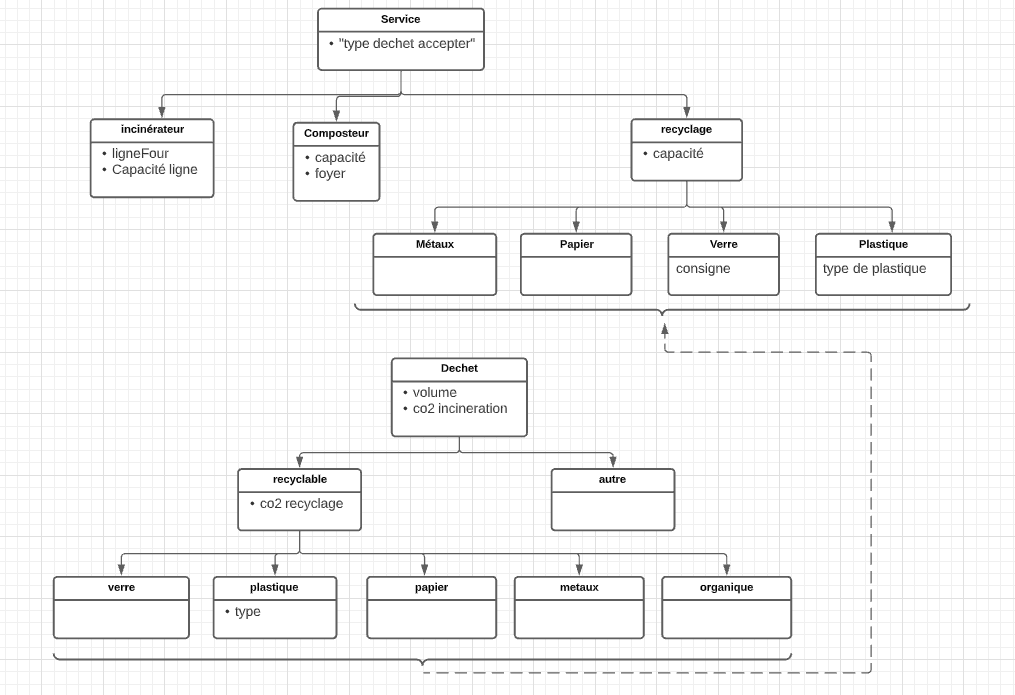 Service
• "type dechet accepter"
incinérateur
• ligneFour
• Capacité ligne
Composteur
• capacité
• foyer
recyclage
• capacité
Métaux
Papier
Verre
consigne
Plastique
type de plastique
Dechet
• volume
• co2 incineration
recyclable
• co2 recyclage
autre
verre
plastique
• type
papier
metaux
organique